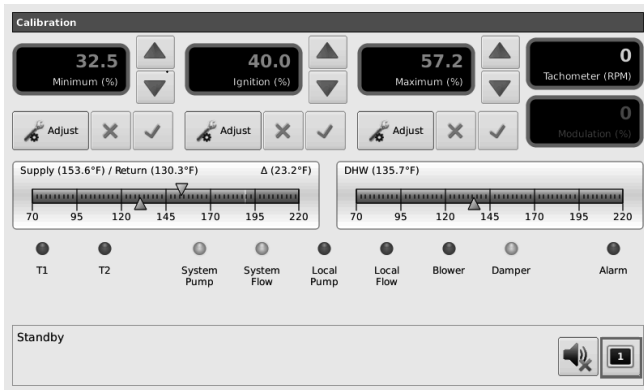 Calibration
32.5
Minimum (%)
40.0
Ignition (%)
57.2
Maximum (%)
0
Tachometer (RPM)
Adjust
Adjust
Adjust
0
Modulation (%)
Supply (153.6°F) / Return (130.3°F) Δ (23.2°F)
70 95 120 145 170 195 220
DHW (135.7°F)
70 95 120 145 170 195 220
T1
T2
System
Pump
System
Flow
Local
Pump
Local
Flow
Blower
Damper
Alarm
Standby
1